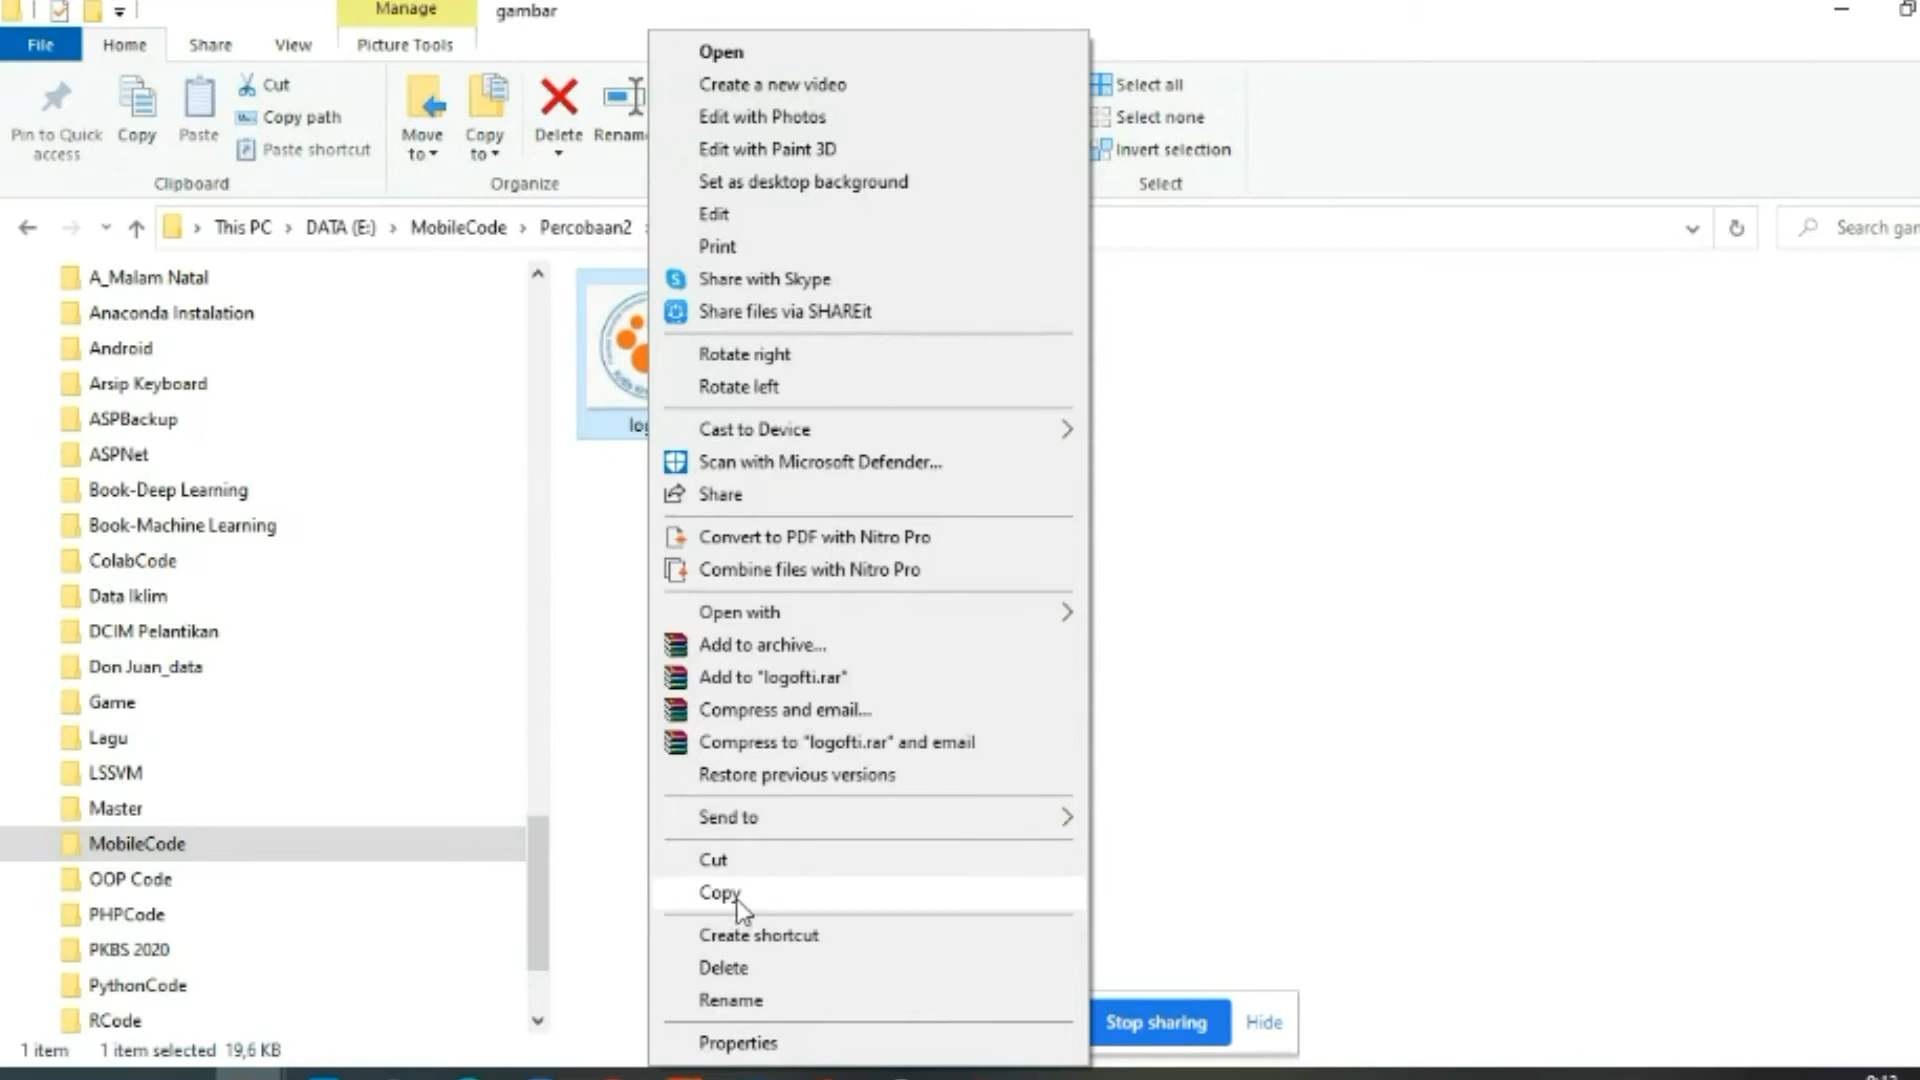 Manage
gambar
File
Home
Share
View
Picture Tools
Pin to Quick
access
Copy
Paste
Cut
Copy path
Paste shortcut
Clipboard
Move
to
Copy
to
Delete
Organize
Select all
Select none
Invert selection
Select
This PC
DATA (E:)
MobileCode
Percobaan2
A_Malam Natal
Anaconda Instalation
Android
Arsip Keyboard
ASPBackup
ASPNet
Book-Deep Learning
Book-Machine Learning
ColabCode
Data Iklim
DCIM Pelantikan
Don Juan_data
Game
Lagu
LSSVM
Master
MobileCode
OOP Code
PHPCode
PKBS 2020
PythonCode
RCode
1 item
1 item selected 19,6 KB
Open
Create a new video
Edit with Photos
Edit with Paint 3D
Set as desktop background
Edit
Print
Share with Skype
Share files via SHAREit
Rotate right
Rotate left
Cast to Device
Scan with Microsoft Defender...
Share
Convert to PDF with Nitro Pro
Combine files with Nitro Pro
Open with
Add to archive...
Add to "logofti.rar"
Compress and email...
Compress to "logofti.rar" and email
Restore previous versions
Send to
Cut
Copy
Create shortcut
Delete
Rename
Properties
Search
Stop sharing
Hide